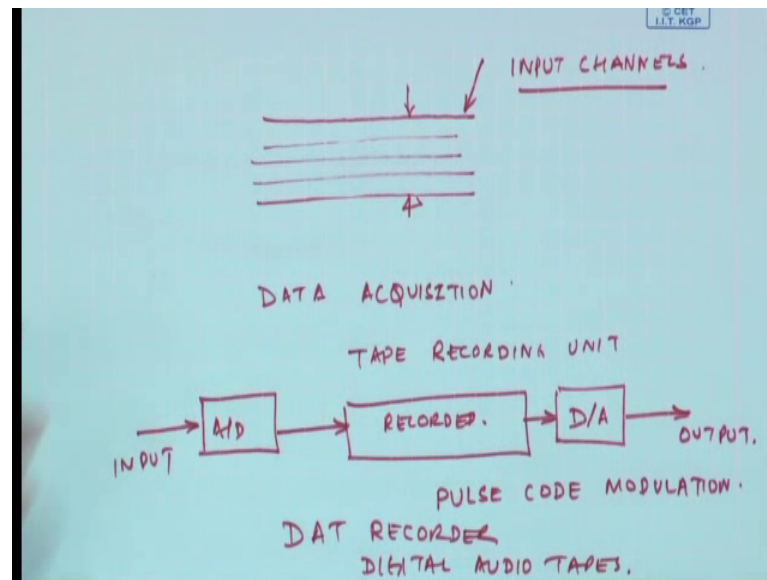 © CET
I.I.T. KGP
INPUT CHANNELS.
DATA ACQUISITION.
TAPE RECORDING UNIT
INPUT
A/D
RECORDED.
D/A
OUTPUT.
PULSE CODE MODULATION.
DAT RECORDER
DIGITAL AUDIO TAPES.